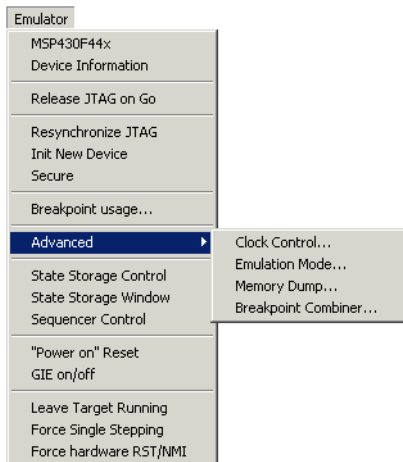 Emulator
MSP430F44x
Device Information
Release JTAG on Go
Resynchronize JTAG
Init New Device
Secure
Breakpoint usage...
Advanced
Clock Control...
Emulation Mode...
Memory Dump...
Breakpoint Combiner...
State Storage Control
State Storage Window
Sequencer Control
"Power on" Reset
GIE on/off
Leave Target Running
Force Single Stepping
Force hardware RST/NMI